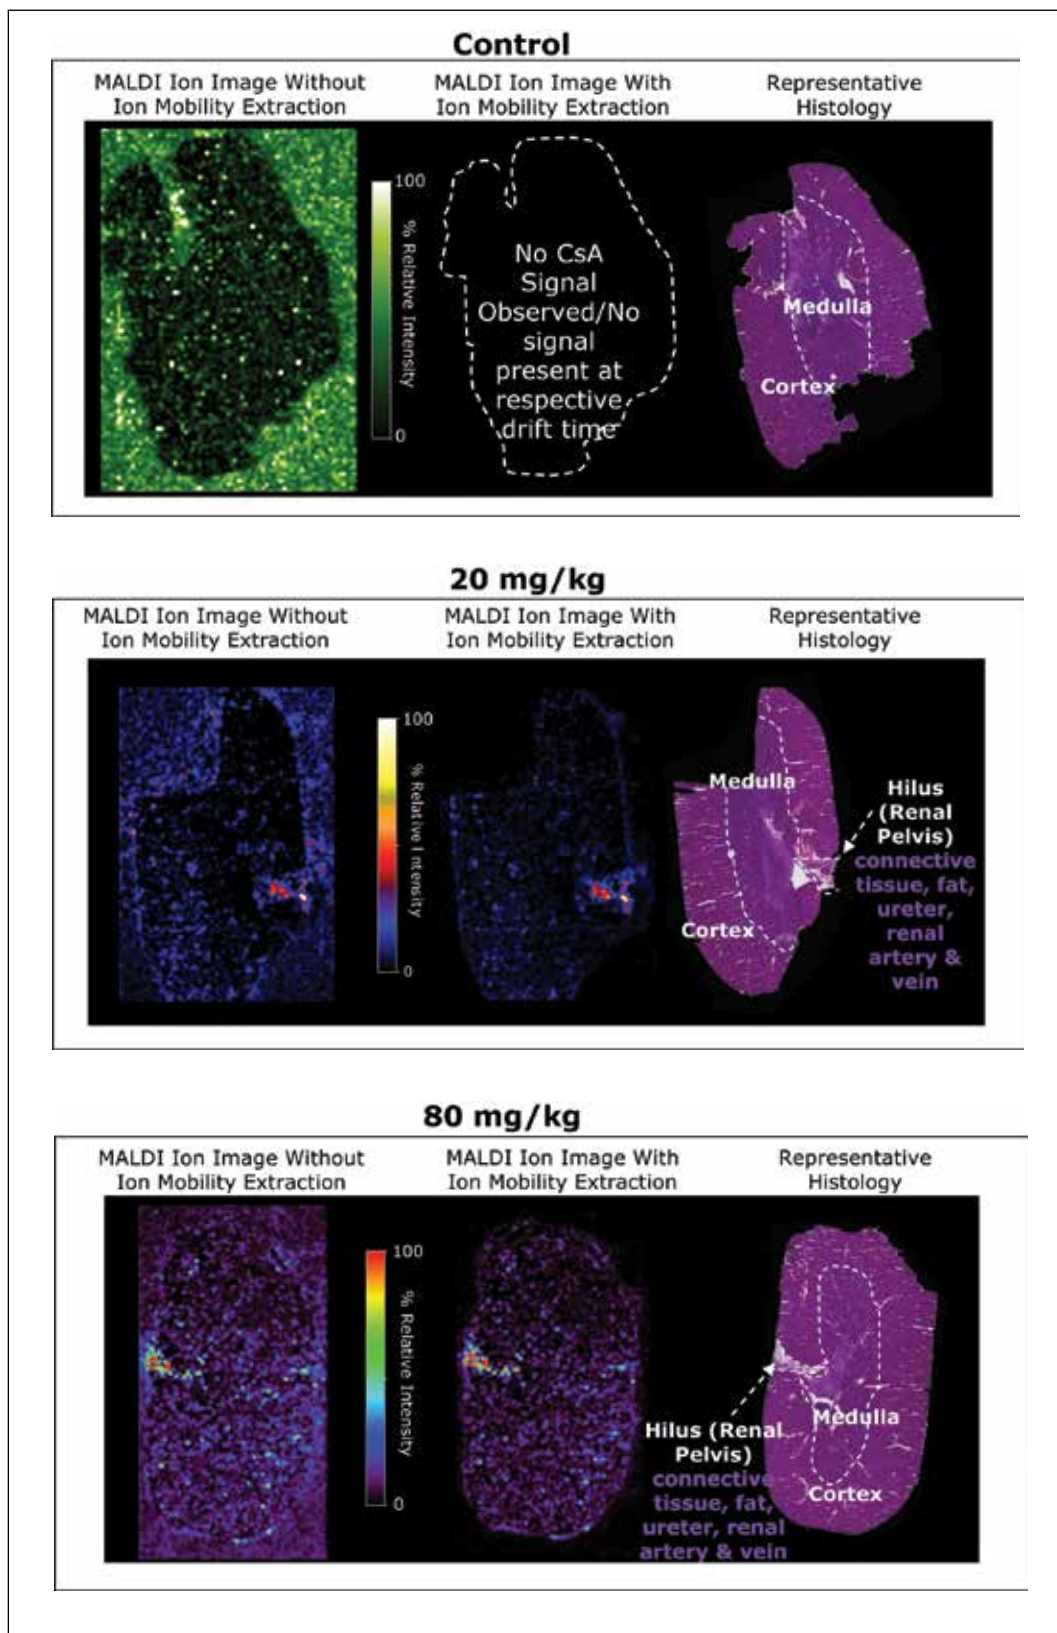 Control
MALDI Ion Image Without
Ion Mobility Extraction
MALDI Ion Image With
Ion Mobility Extraction
Representative
Histology
100
% Relative Intensity
0
No CsA
Signal
Observed/No
signal
present at
respective
drift time
Medulla
Cortex
20 mg/kg
MALDI Ion Image Without
Ion Mobility Extraction
MALDI Ion Image With
Ion Mobility Extraction
Representative
Histology
100
% Relative Intensity
0
Medulla
Cortex
Hilus
(Renal
Pelvis)
connective
tissue, fat,
ureter,
renal
artery &
vein
80 mg/kg
MALDI Ion Image Without
Ion Mobility Extraction
MALDI Ion Image With
Ion Mobility Extraction
Representative
Histology
100
% Relative Intensity
0
Hilus (Renal
Pelvis)
connective
tissue, fat,
ureter, renal
artery & vein
Medulla
Cortex